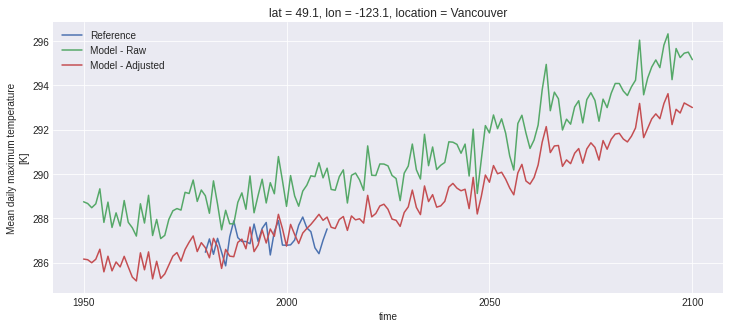 lat = 49.1, lon = -123.1, location = Vancouver
Reference
Model - Raw
Model - Adjusted
296
294
292
290
288
286
Mean daily maximum temperature
[K]
1950
2000
2050
2100
time